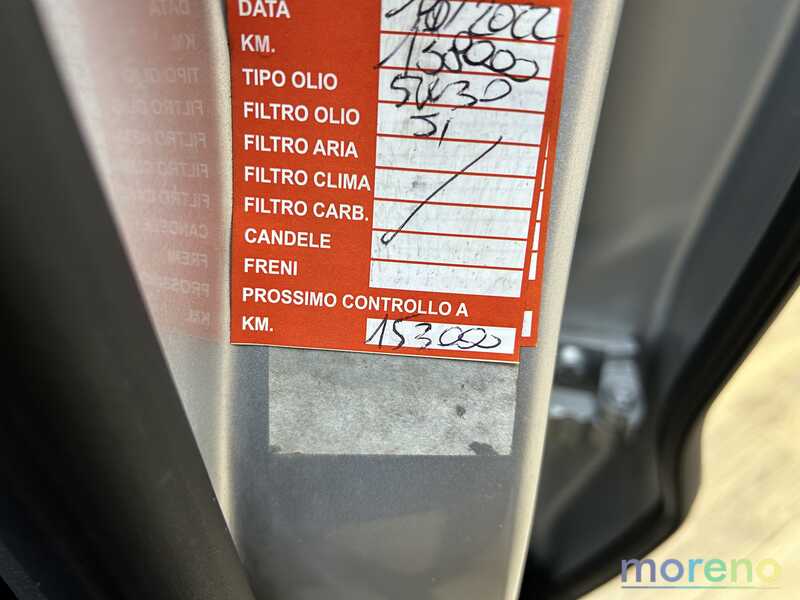 DATA
KM. 138000
TIPO OLIO 5W30
FILTRO OLIO SI
FILTRO ARIA
FILTRO CLIMA
FILTRO CARB.
CANDELE
FRENI
PROSSIMO CONTROLLO A
KM. 153000
moreno